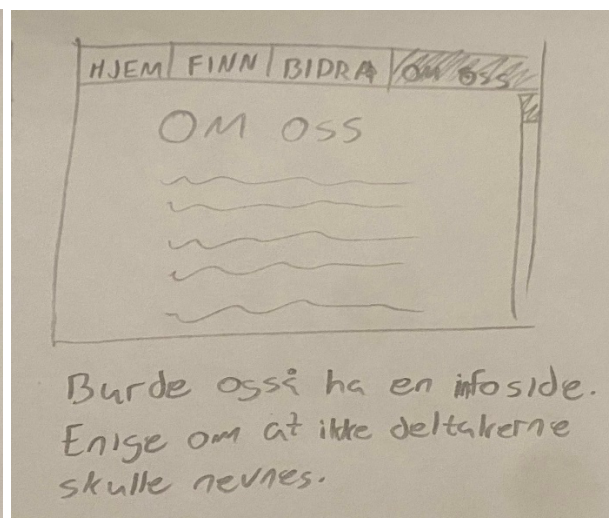 HJEM FINN BIDRA OM OSS
OM OSS
Burde også ha en infoside.
Enige om at ikke deltakerne
skulle nevnes.